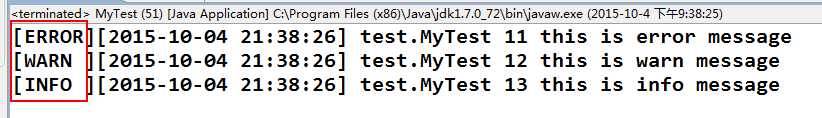 <terminated> MyTest (51) [Java Application] C:\Program Files (x86)\Java\jdk1.7.0_72\bin\javaw.exe (2015-10-4 下午9:38:25)
[ERROR][2015-10-04 21:38:26] test.MyTest 11 this is error message
[WARN ][2015-10-04 21:38:26] test.MyTest 12 this is warn message
[INFO ][2015-10-04 21:38:26] test.MyTest 13 this is info message